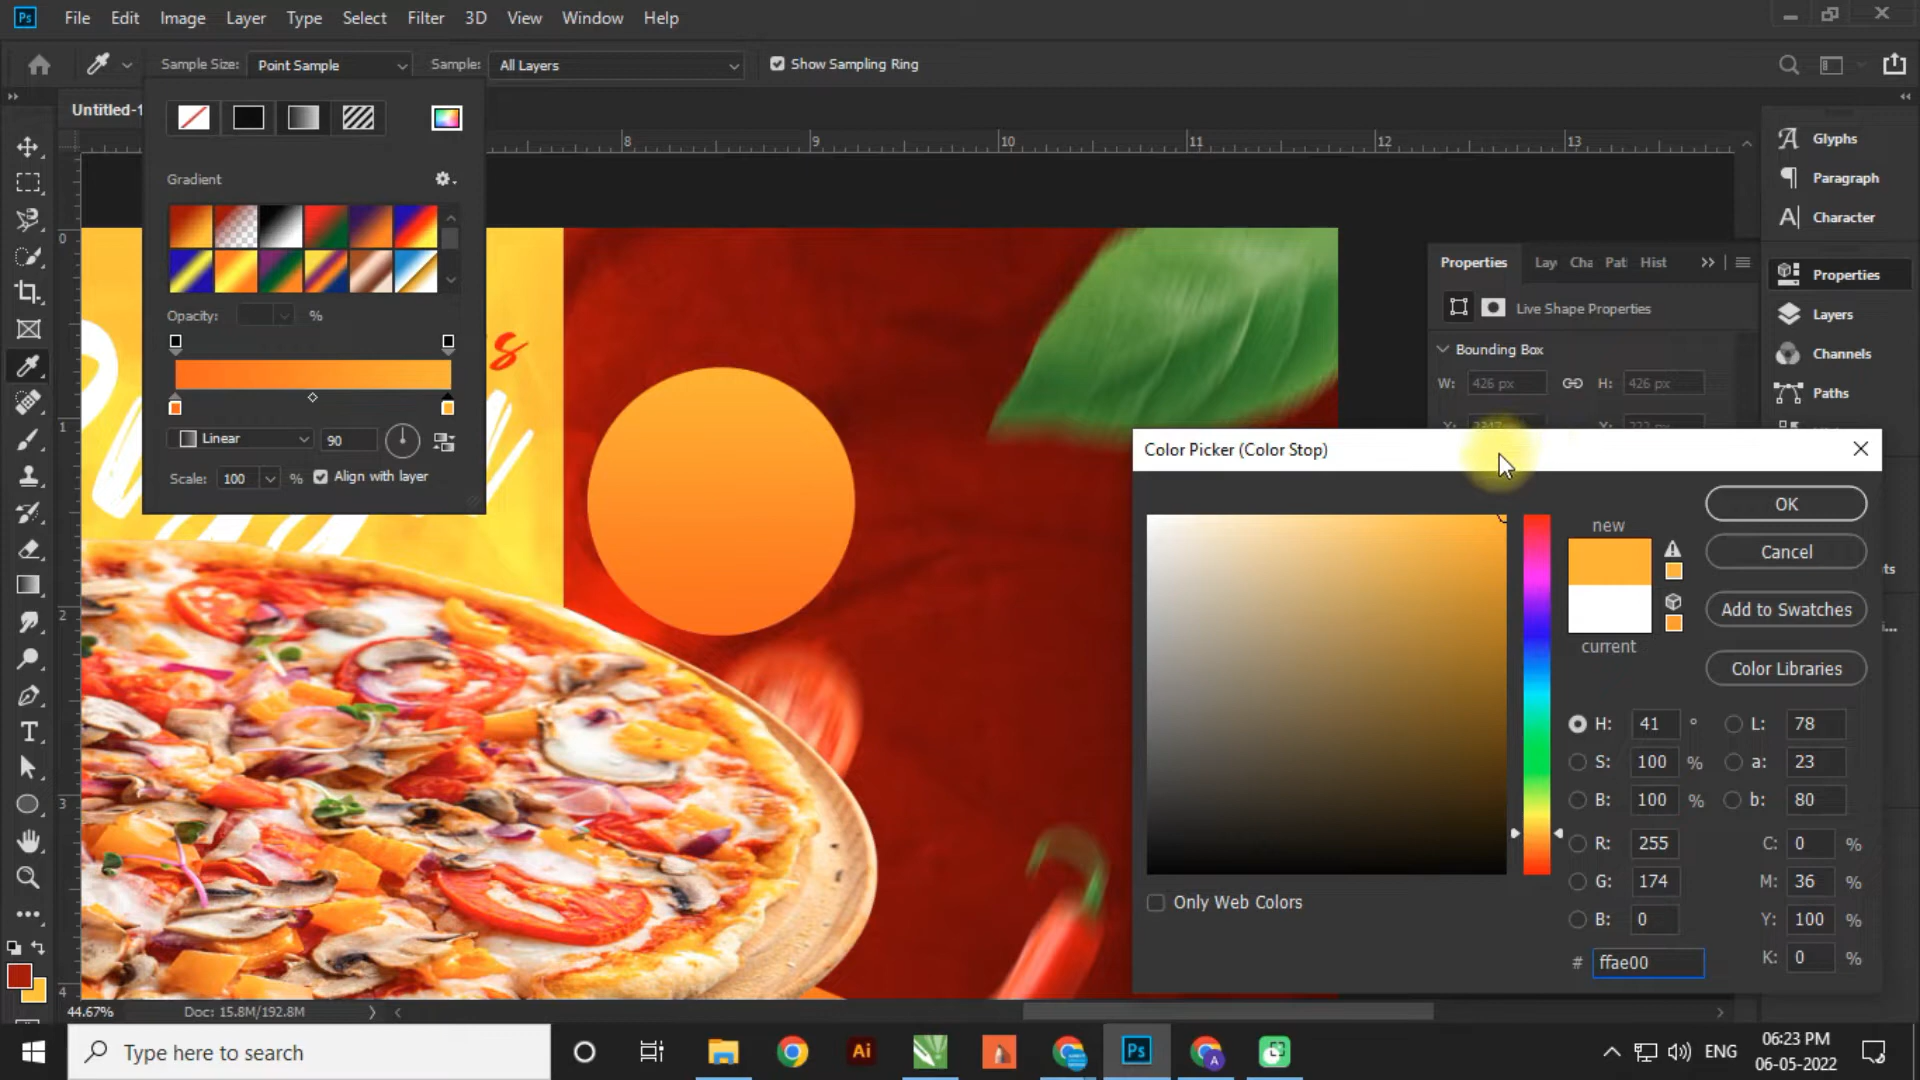 Ps File Edit Image Layer Type Select Filter 3D View Window Help
Sample Size: Point Sample Sample: All Layers Show Sampling Ring
Untitled-1
8 9 10 11 12 13
Gradient
Opacity: %
Linear 90
Scale: 100 % Align with layer
0
1
2
3
4
Glyphs
Paragraph
Character
Properties
Layers
Channels
Paths
Properties Lay Cha Pat Hist
Live Shape Properties
Bounding Box
W: 426 px H: 426 px
Color Picker (Color Stop)
new
current
OK
Cancel
Add to Swatches
Color Libraries
H: 41 ° L: 78
S: 100 % a: 23
B: 100 % b: 80
R: 255 C: 0 %
G: 174 M: 36 %
B: 0 Y: 100 %
# ffae00 K: 0 %
Only Web Colors
44.67% Doc: 15.8M/192.8M
Type here to search
Ai
Ps
A
ENG
06:23 PM
06-05-2022